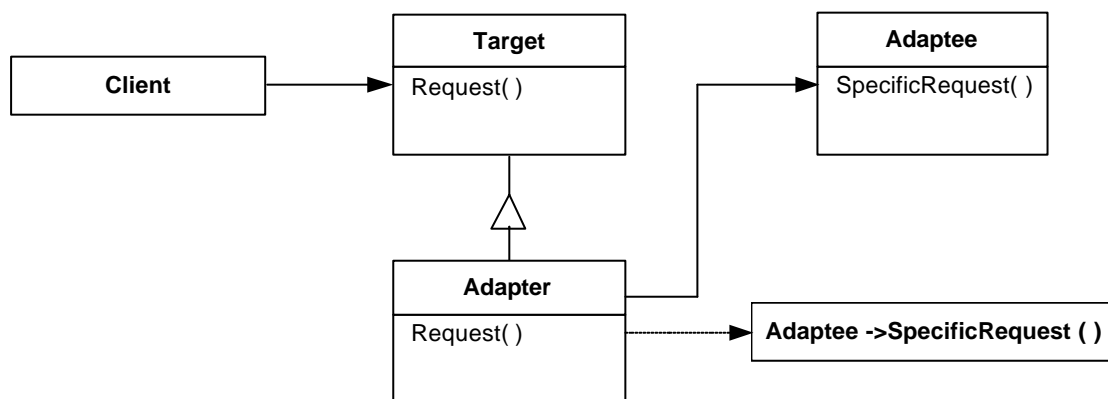 Client
Target
Request( )
Adaptee
SpecificRequest( )
Adapter
Request( )
Adaptee ->SpecificRequest ( )